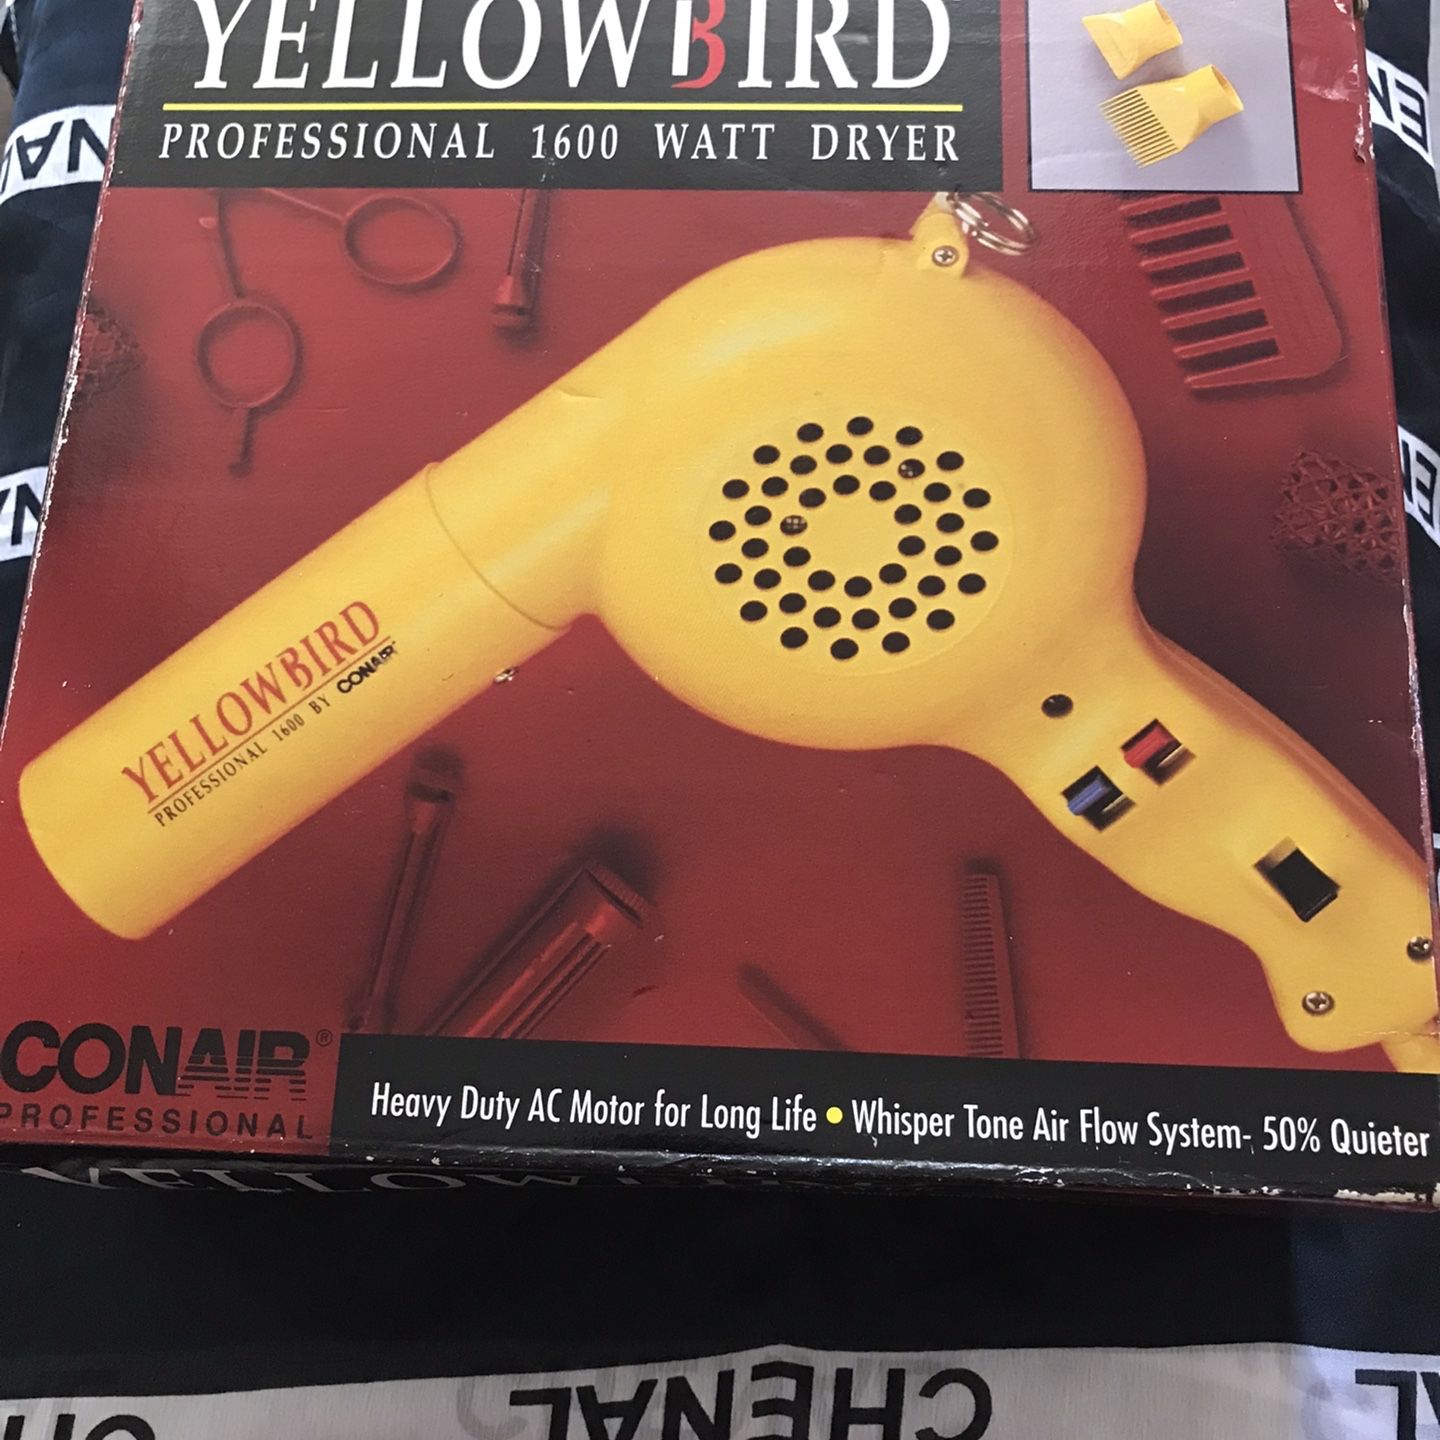 YELLOWBIRD
PROFESSIONAL 1600 WATT DRYER
YELLOWBIRD
PROFESSIONAL 1600 BY CONAIR
CONAIR®
PROFESSIONAL
Heavy Duty AC Motor for Long Life • Whisper Tone Air Flow System- 50% Quieter
YELLOWBIRD
CHENAL